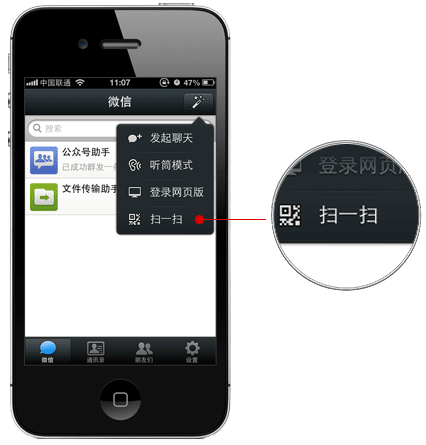 中国联通 11:07 47%
微信
搜索
公众号助手
已成功群发一条
文件传输助手
发起聊天
听筒模式
登录网页版
扫一扫
微信 通讯录 朋友们 设置
登录网页版
扫一扫